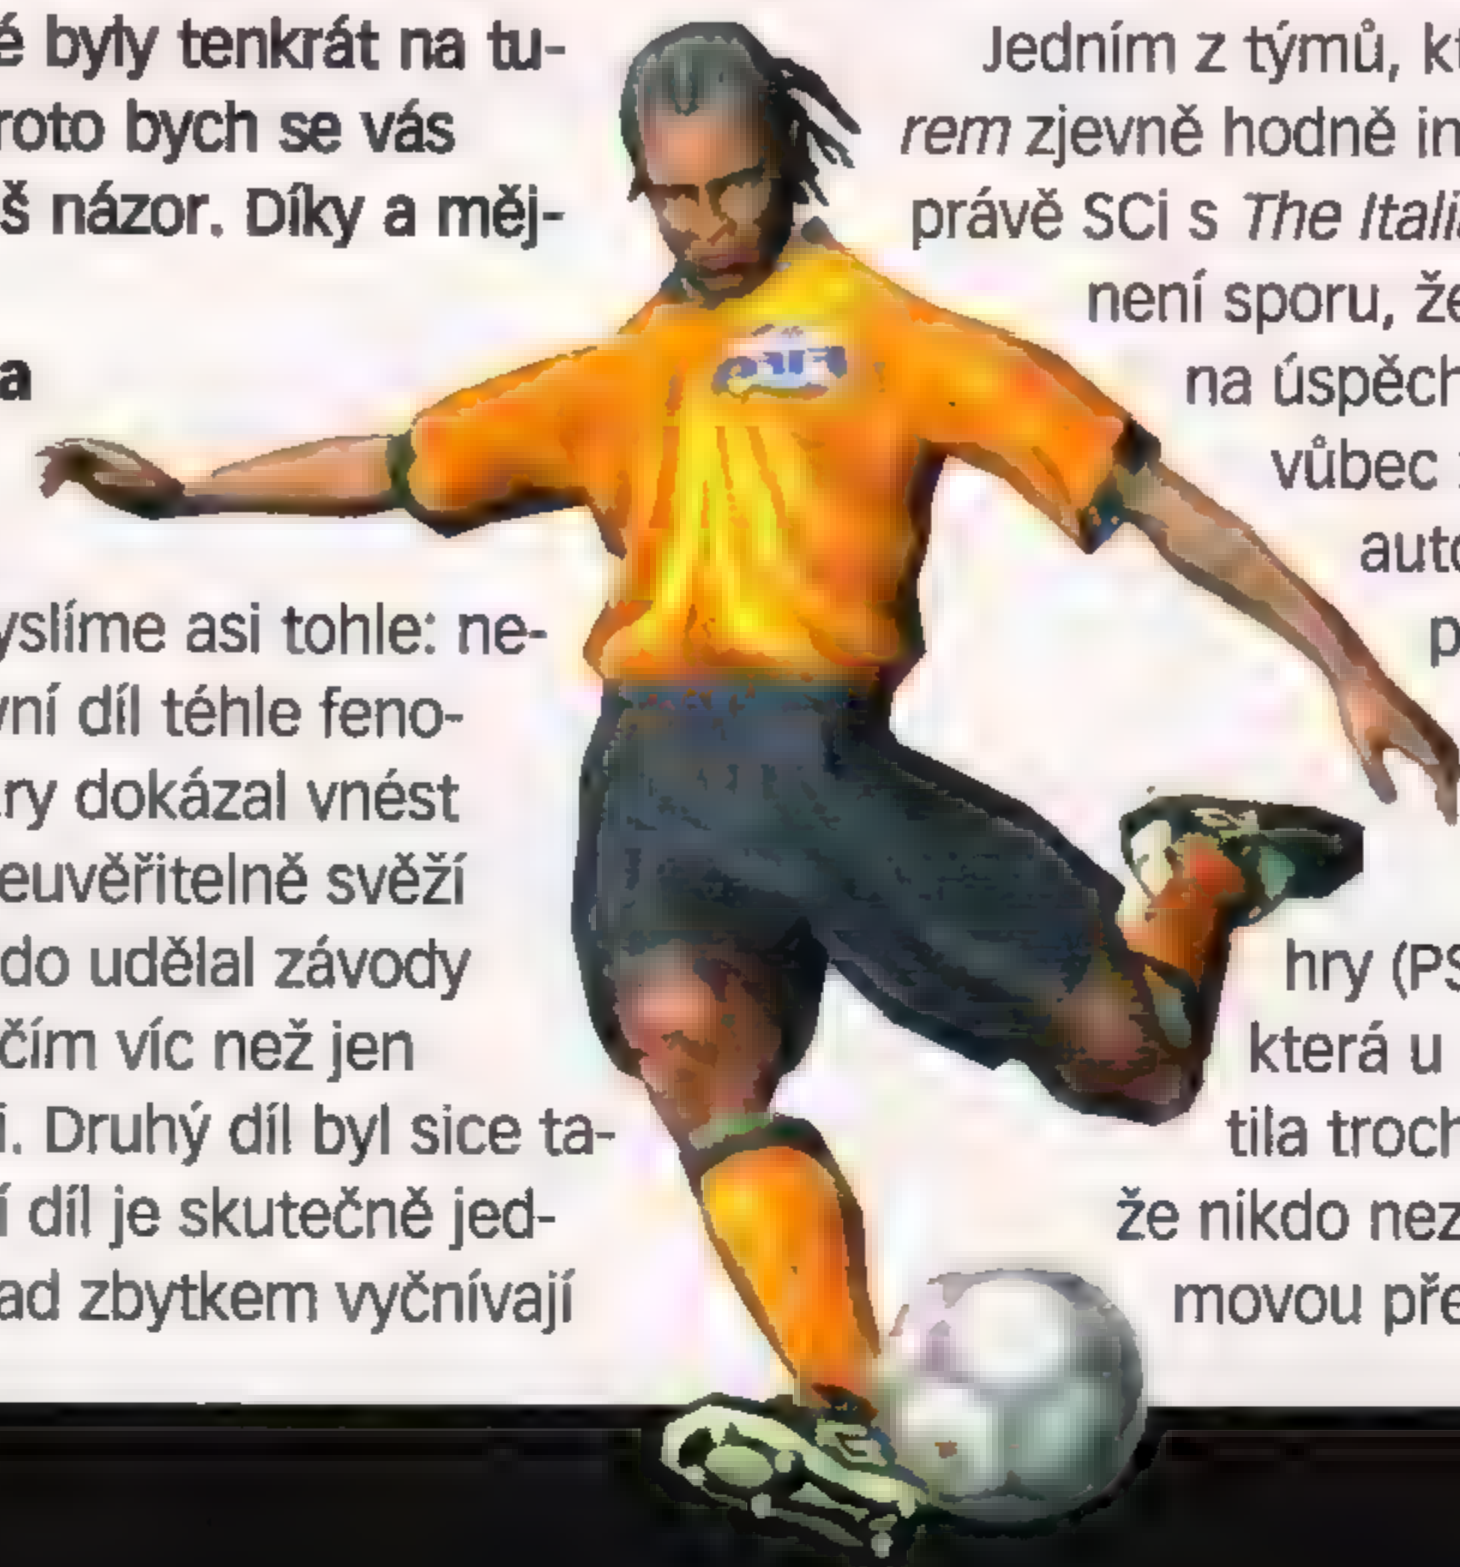 é byly tenkrát na tu-
roto bych se vás
š názor. Díky a měj-
a
yslíme asi tohle: ne-
vní díl téhle feno-
ry dokázal vnést
euvěřitelně svěží
do udělal závody
čím víc než jen
i. Druhý díl byl sice ta-
í díl je skutečně jed-
ad zbytkem vyčnívají
Jedním z týmů, kt
rem zjevně hodně in
právě SCi s The Itali
není sporu, že
na úspěch
vůbec
auto
p
hry (PS
která u
tila troch
že nikdo nez
movou pře